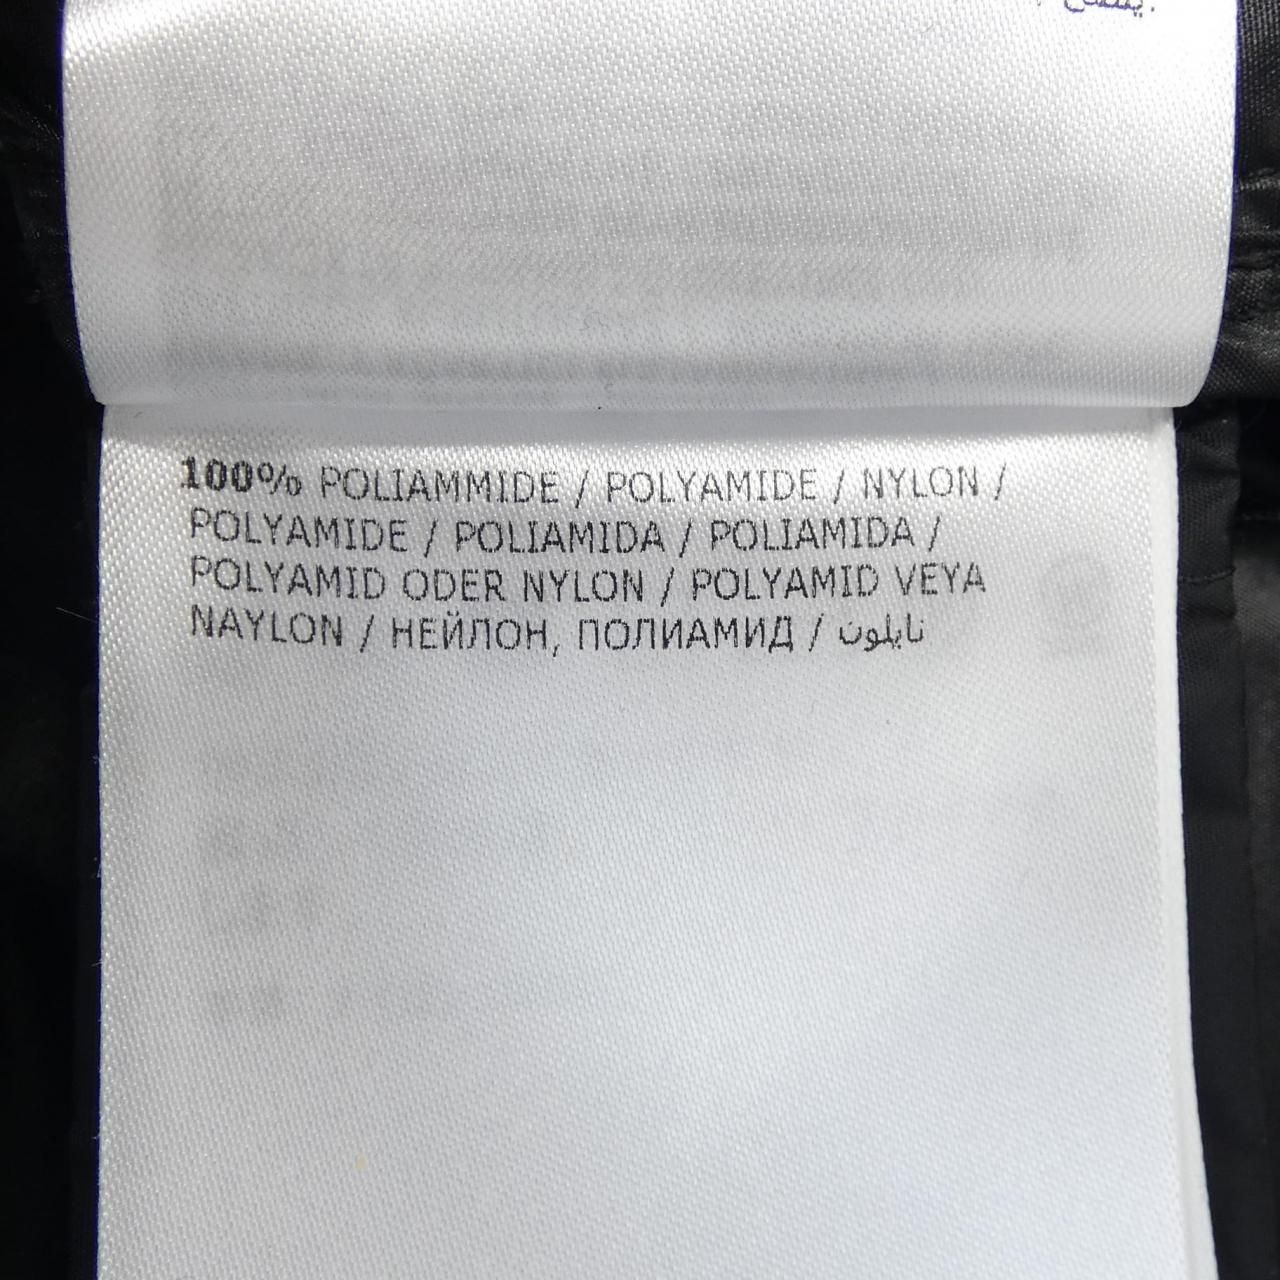 100% POLIAMMIDE / POLYAMIDE / NYLON /
POLYAMIDE / POLIAMIDA / POLIAMIDA /
POLYAMID ODER NYLON / POLYAMID VEYA
NAYLON / НЕЙЛОН, ПОЛИАМИД / نايلون